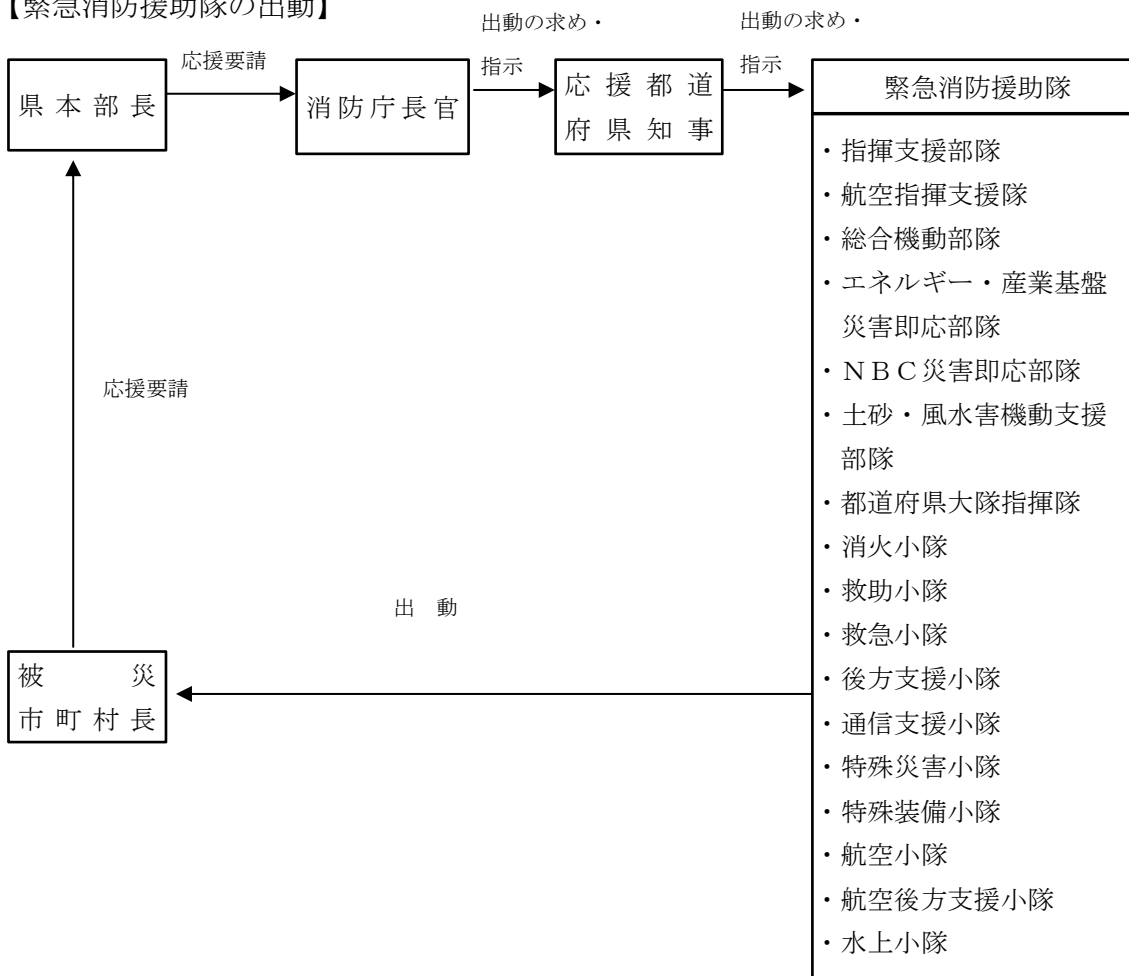 【緊急消防援助隊の出動】
出動の求め・
指示
出動の求め・
指示
応援要請
県本部長
消防庁長官
応援都道
府県知事
緊急消防援助隊
・指揮支援部隊
・航空指揮支援隊
・総合機動部隊
・エネルギー・産業基盤
災害即応部隊
・ＮＢＣ災害即応部隊
・土砂・風水害機動支援
部隊
・都道府県大隊指揮隊
・消火小隊
・救助小隊
・救急小隊
・後方支援小隊
・通信支援小隊
・特殊災害小隊
・特殊装備小隊
・航空小隊
・航空後方支援小隊
・水上小隊
応援要請
出　動
被　災
市町村長